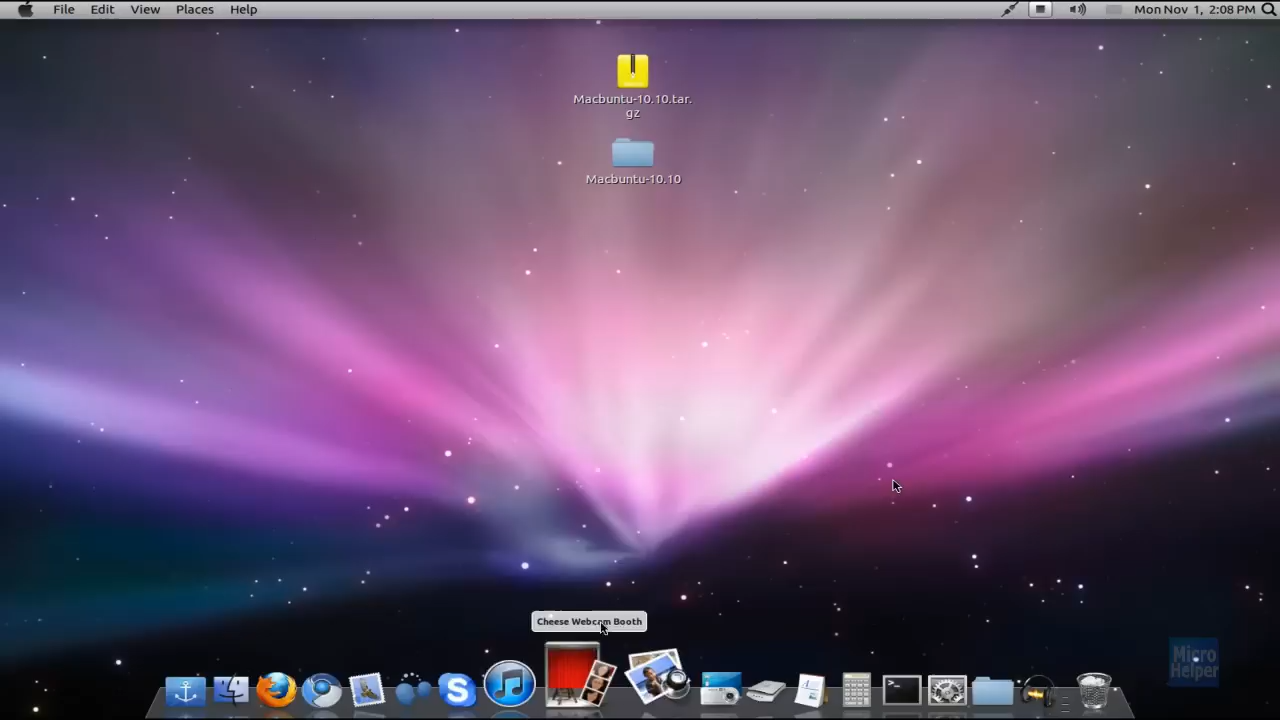 File Edit View Places Help
Mon Nov 1, 2:08 PM
Macbuntu-10.10.tar.
gz
Macbuntu-10.10
Cheese Webcam Booth
Micro
Helper